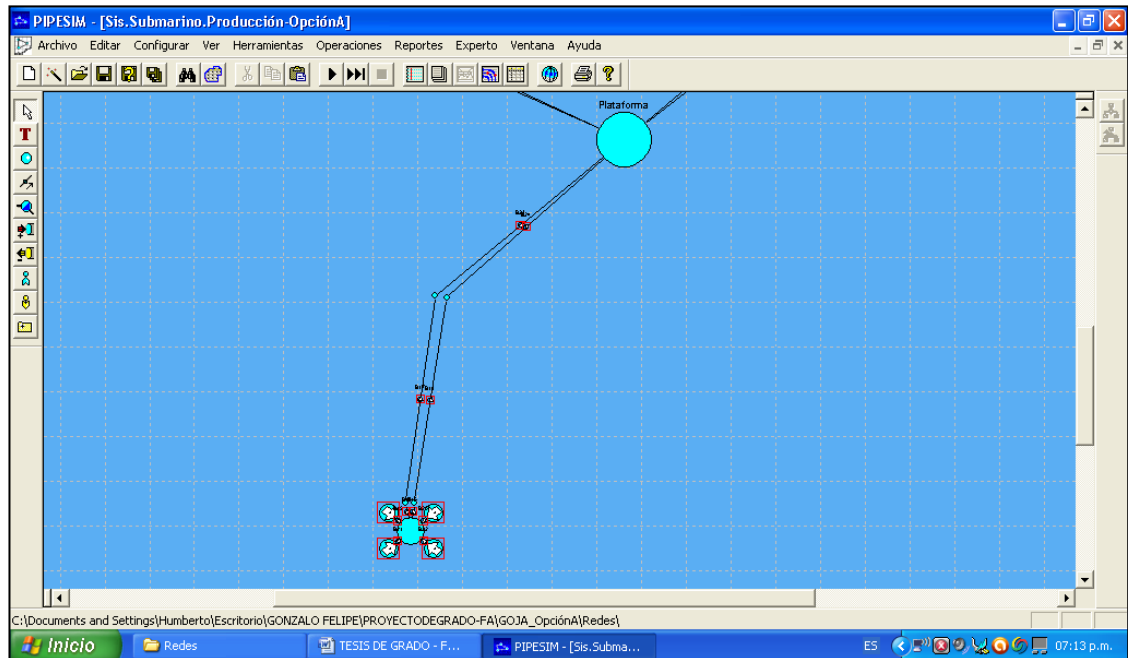 PIPESIM - [Sis.Submarino.Producción-OpciónA]
Archivo Editar Configurar Ver Herramientas Operaciones Reportes Experto Ventana Ayuda
T
Plataforma
C:\Documents and Settings\Humberto\Escritorio\GONZALO FELIPE\PROYECTODEGRADO-FA\GOJA_OpciónA\Redes\
Inicio Redes TESIS DE GRADO - F... PIPESIM - [Sis.Subma... ES 07:13 p.m.